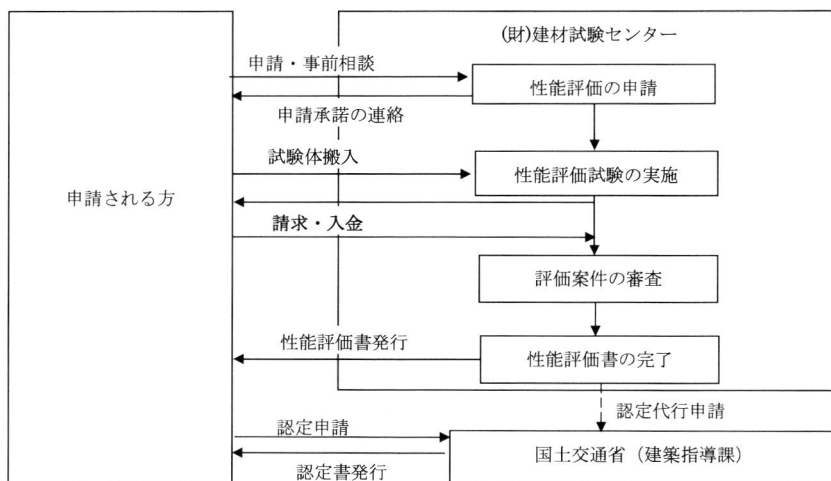 (財)建材試験センター
申請・事前相談
性能評価の申請
申請承諾の連絡
試験体搬入
性能評価試験の実施
申請される方
請求・入金
評価案件の審査
性能評価書発行
性能評価書の完了
認定代行申請
認定申請
国土交通省（建築指導課）
認定書発行